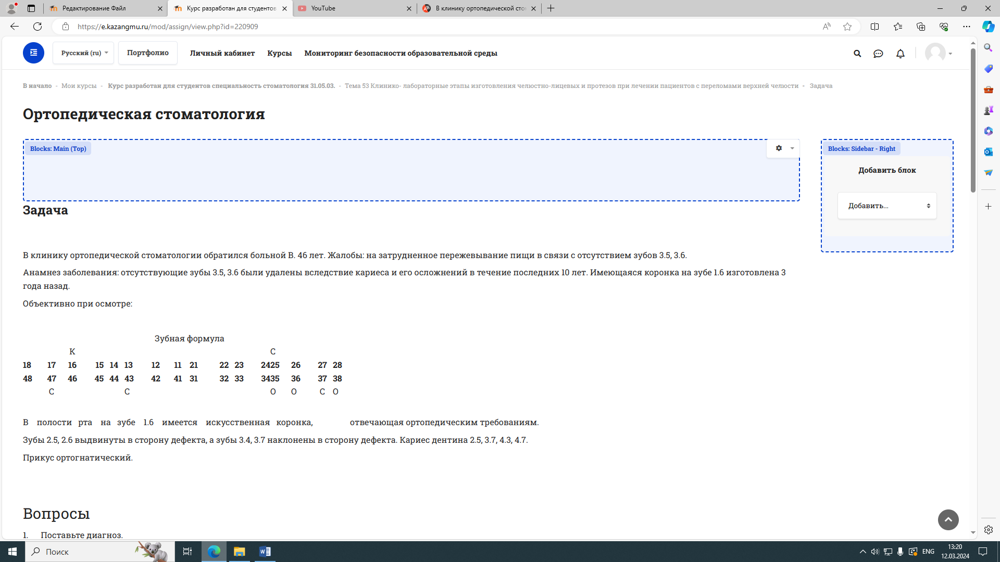 Редактирование Файл
Курс разработан для студентов
YouTube
В клинику ортопедической сто
https://e.kazangmu.ru/mod/assign/view.php?id=220909
Русский (ru)
Портфолио
Личный кабинет
Курсы
Мониторинг безопасности образовательной среды
В начало - Мои курсы - Курс разработан для студентов специальность стоматология 31.05.03. - Тема 53 Клинико- лабораторные этапы изготовления челюстно-лицевых и протезов при лечении пациентов с переломами верхней челюсти - Задача
Ортопедическая стоматология
Blocks: Main (Top)
Blocks: Sidebar - Right
Добавить блок
Добавить...
Задача
В клинику ортопедической стоматологии обратился больной В. 46 лет. Жалобы: на затрудненное пережевывание пищи в связи с отсутствием зубов 3.5, 3.6.
Анамнез заболевания: отсутствующие зубы 3.5, 3.6 были удалены вследствие кариеса и его осложнений в течение последних 10 лет. Имеющаяся коронка на зубе 1.6 изготовлена 3
года назад.
Объективно при осмотре:
Зубная формула
К С
18 17 16 15 14 13 12 11 21 22 23 2425 26 27 28
48 47 46 45 44 43 42 41 31 32 33 3435 36 37 38
С С О О С О
В полости рта на зубе 1.6 имеется искусственная коронка, отвечающая ортопедическим требованиям.
Зубы 2.5, 2.6 выдвинуты в сторону дефекта, а зубы 3.4, 3.7 наклонены в сторону дефекта. Кариес дентина 2.5, 3.7, 4.3, 4.7.
Прикус ортогнатический.
Вопросы
1. Поставьте диагноз.
Поиск
ENG
13:20
12.03.2024